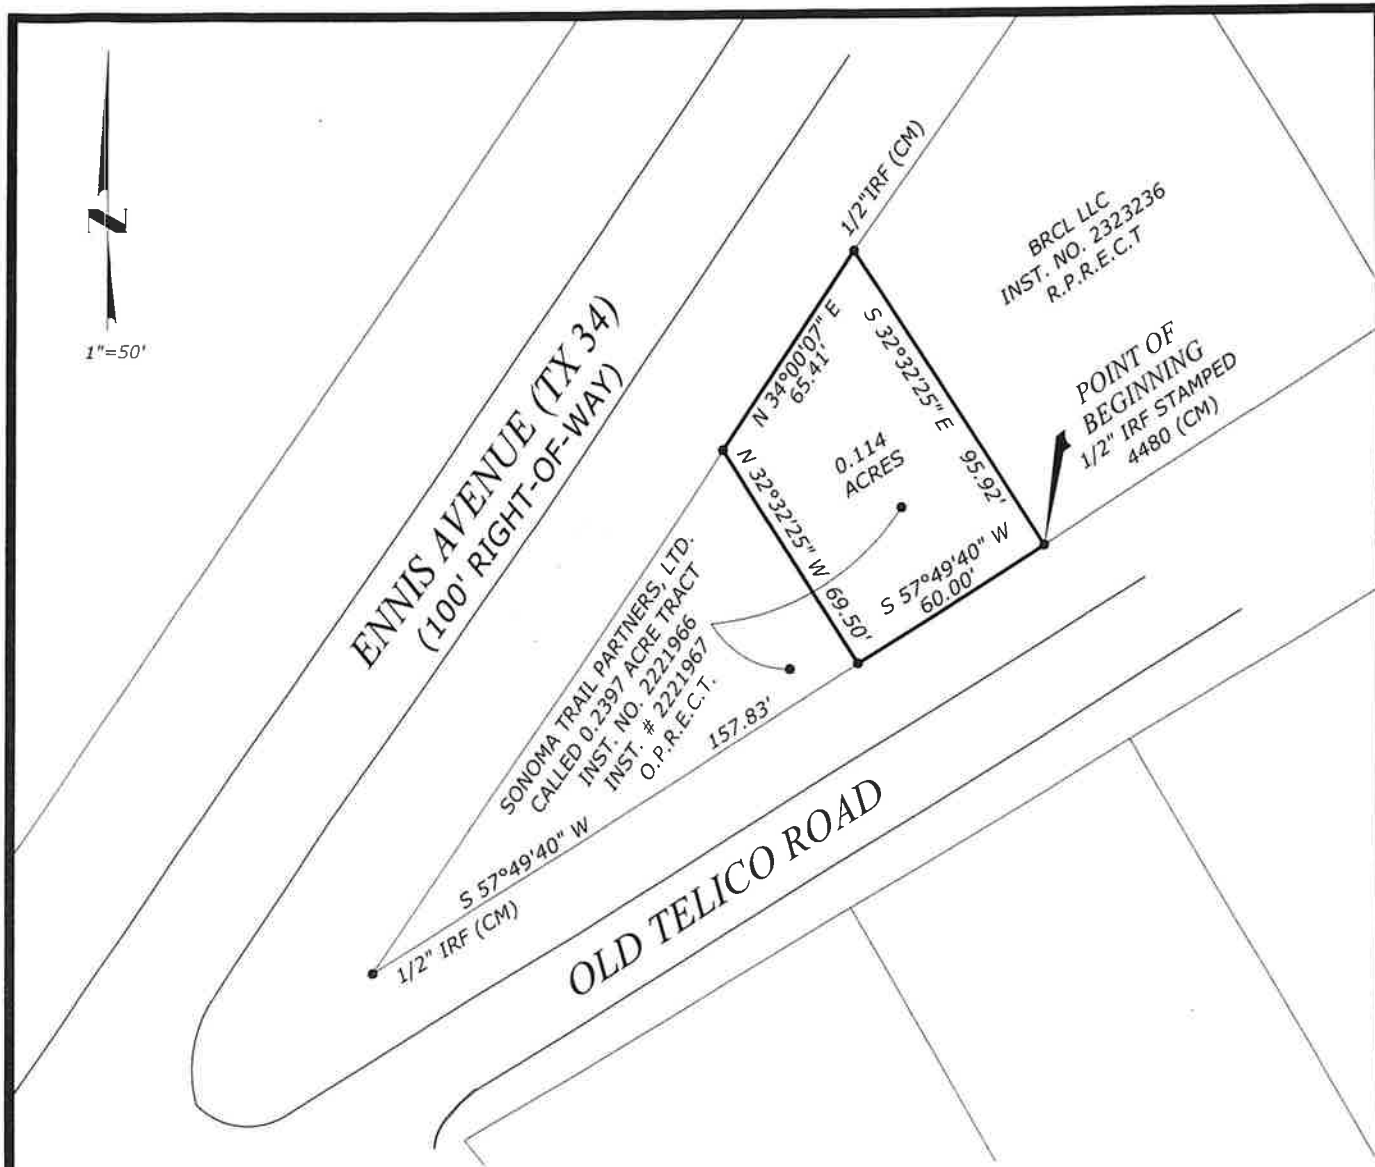 N
1"=50'
ENNIS AVENUE (TX 34)
(100' RIGHT-OF-WAY)
1/2"IRF (CM)
BRCL LLC
INST. NO. 2323236
R.P.R.E.C.T
N 34°00'07" E
65.41'
S 32°32'25" E 95.92'
POINT OF
BEGINNING
1/2" IRF STAMPED
4480 (CM)
0.114
ACRES
N 32°32'25" W 69.50'
S 57°49'40" W
60.00'
SONOMA TRAIL PARTNERS, LTD.
CALLED 0.2397 ACRE TRACT
INST. NO. 2221966
INST. # 2221967
O.P.R.E.C.T.
S 57°49'40" W 157.83'
1/2" IRF (CM)
OLD TELICO ROAD